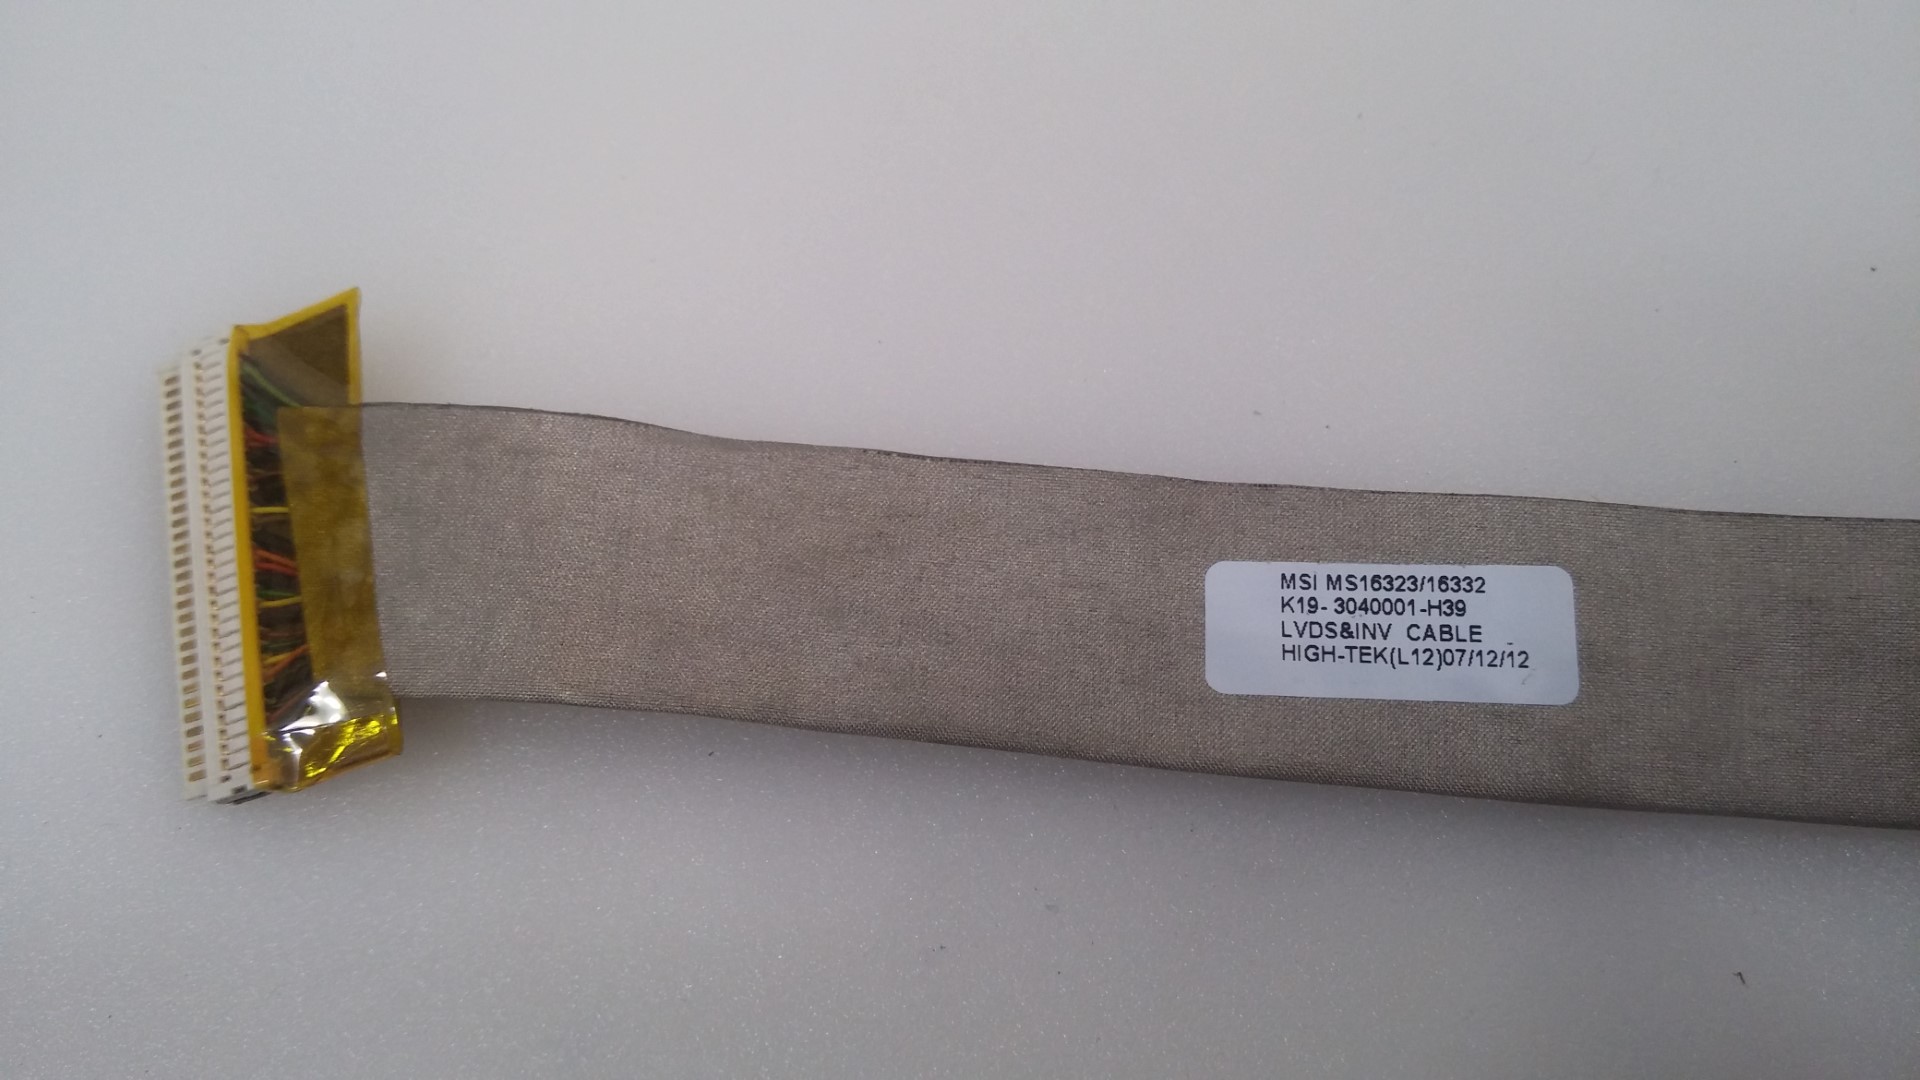 MSI MS16323/16332
K19- 3040001-H39
LVDS&INV CABLE
HIGH-TEK(L12)07/12/12